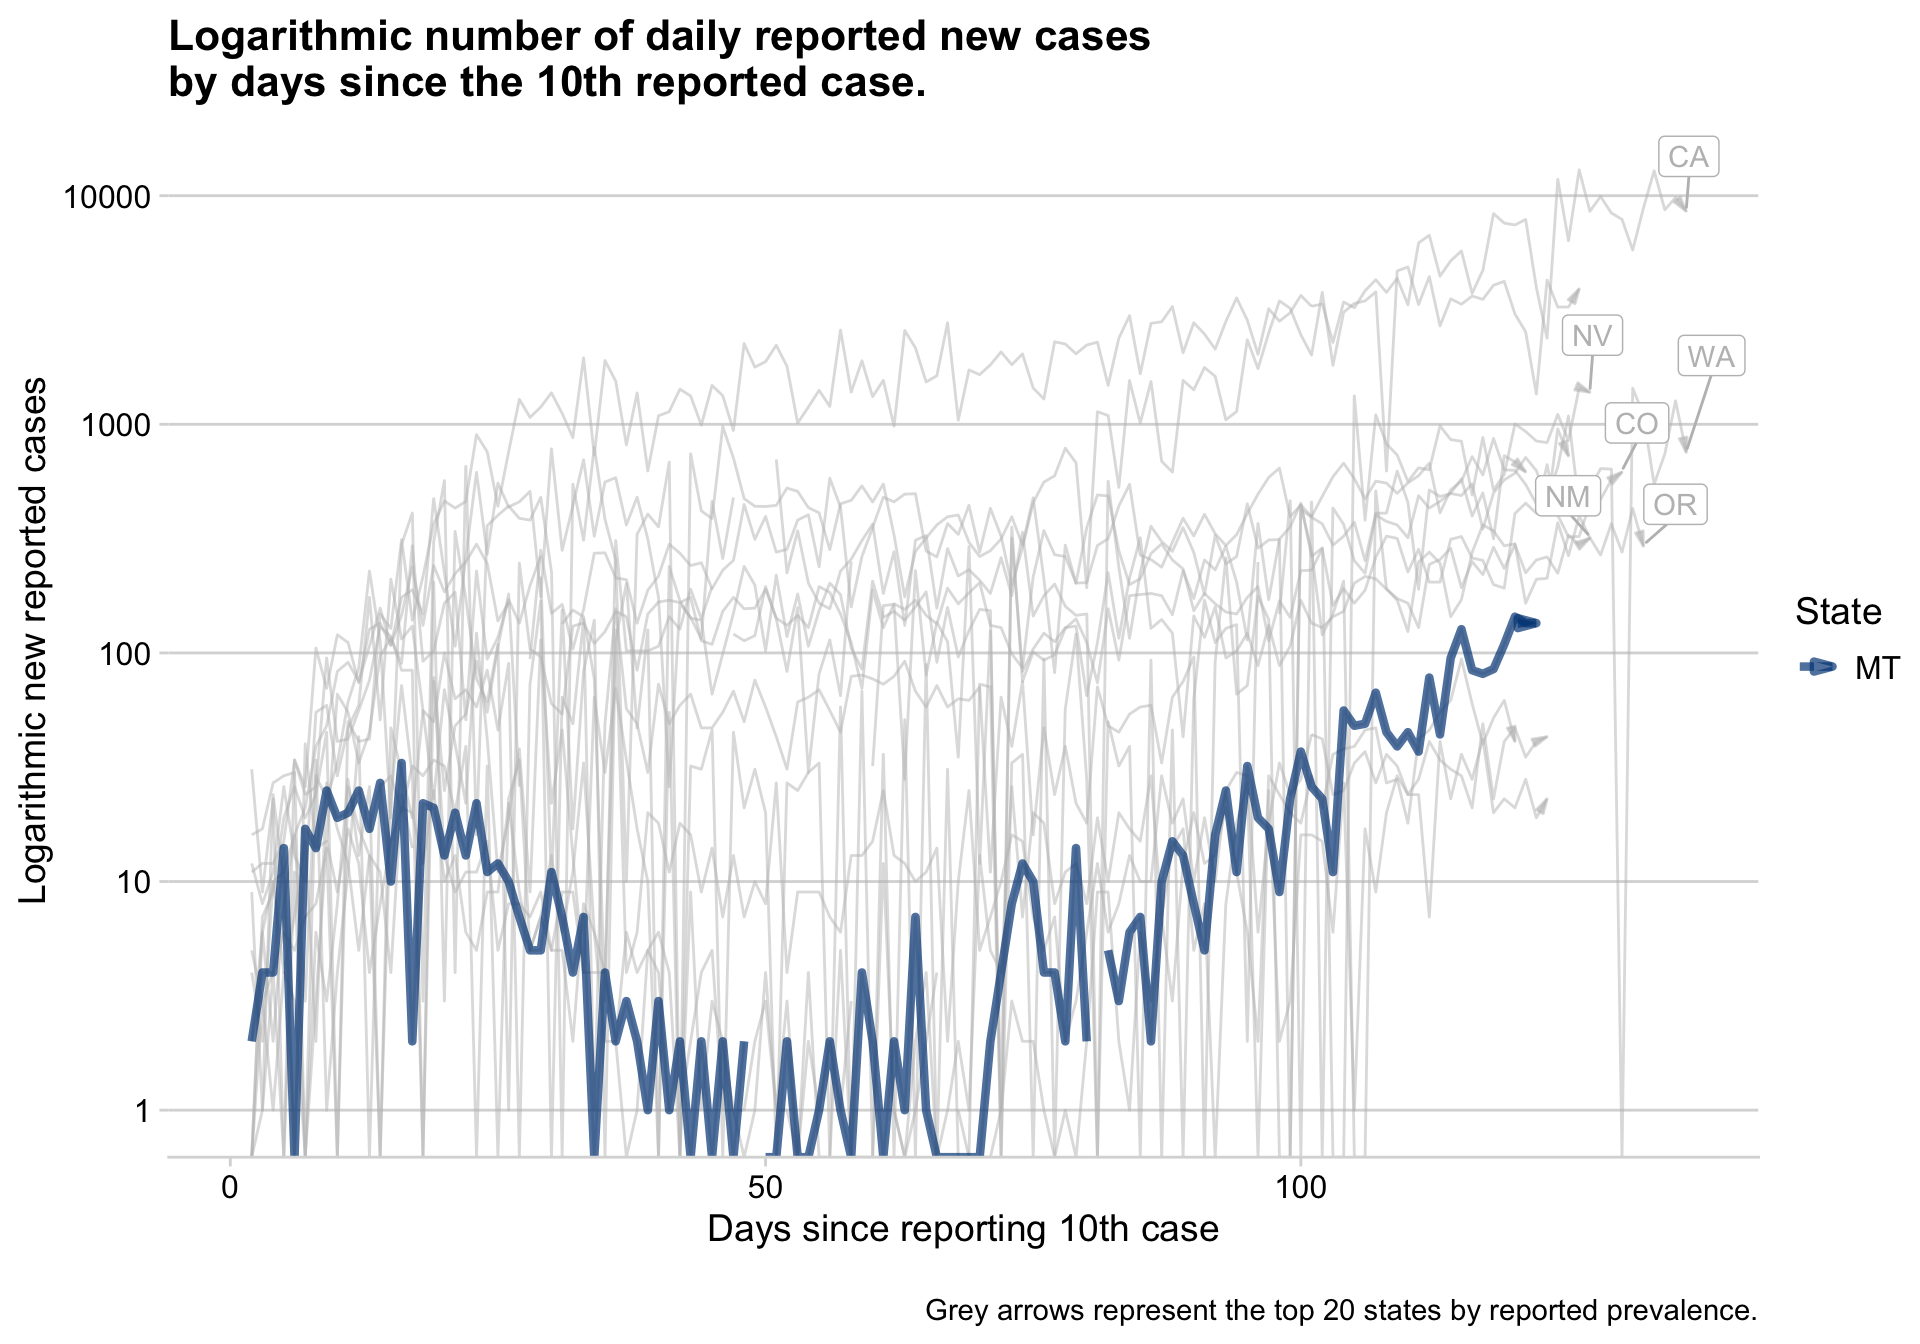 Logarithmic number of daily reported new cases
by days since the 10th reported case.
Logarithmic new reported cases
10000
1000
100
10
1
CA
NV
WA
CO
NM
OR
State
MT
0
50
100
Days since reporting 10th case
Grey arrows represent the top 20 states by reported prevalence.